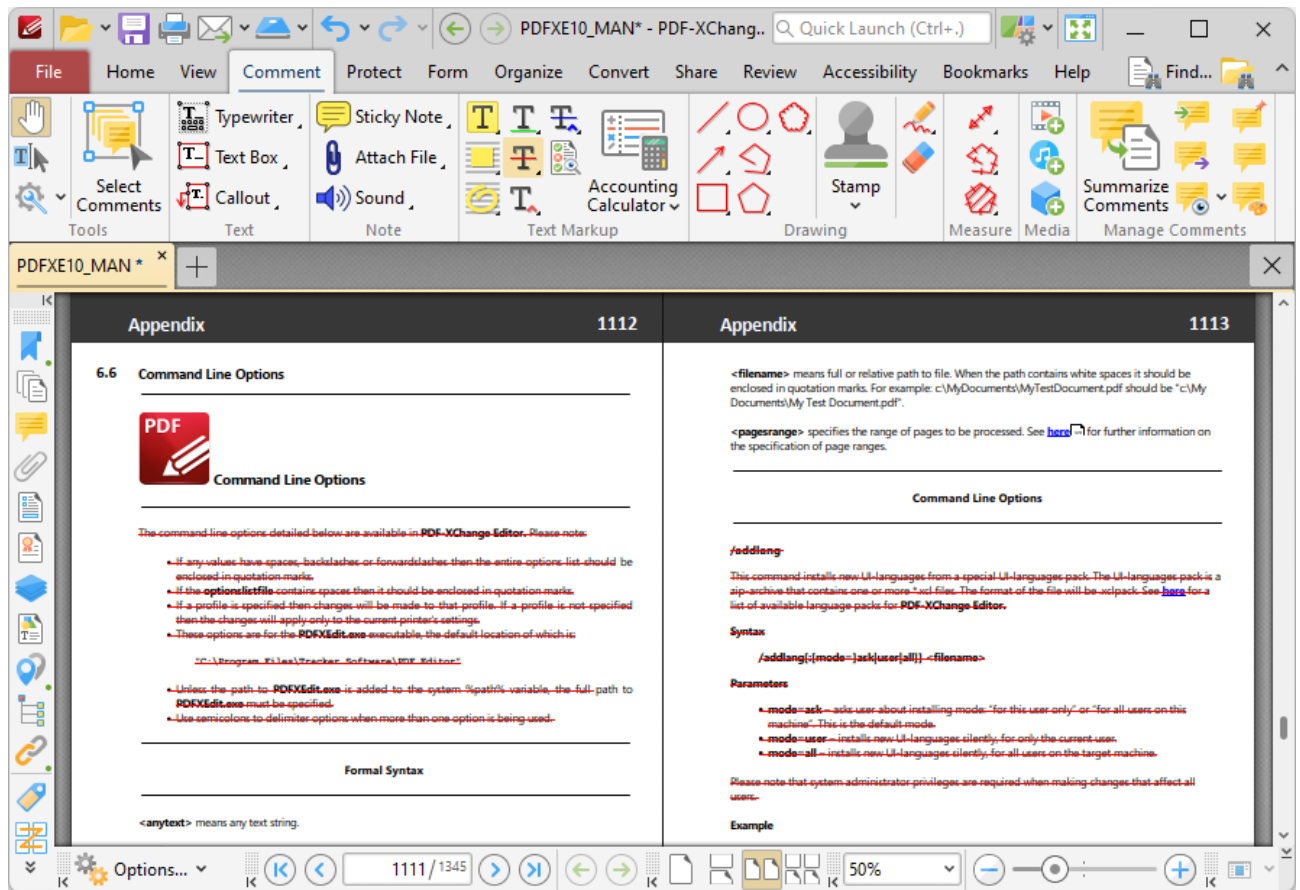 PDFXE10_MAN* - PDF-XChang..
Quick Launch (Ctrl+.)
File Home View Comment Protect Form Organize Convert Share Review Accessibility Bookmarks Help Find...
Select Comments
Typewriter
Text Box
Callout
Sticky Note
Attach File
Sound
Accounting Calculator
Stamp
Summarize Comments
Tools Text Note Text Markup Drawing Measure Media Manage Comments
PDFXE10_MAN *
Appendix 1112
6.6 Command Line Options
PDF
Command Line Options
The command line options detailed below are available in PDF-XChange Editor. Please note:
• If any values have spaces, backslashes or forwardslashes then the entire options list should be
enclosed in quotation marks.
• If the optionslistfile contains spaces then it should be enclosed in quotation marks.
• If a profile is specified then changes will be made to that profile. If a profile is not specified
then the changes will apply only to the current printer's settings.
• These options are for the PDFXEdit.exe executable, the default location of which is:
"C:\Program Files\Tracker Software\PDF Editor"
• Unless the path to PDFXEdit.exe is added to the system %path% variable, the full path to
PDFXEdit.exe must be specified.
• Use semicolons to delimiter options when more than one option is being used.
Formal Syntax
<anytext> means any text string.
Appendix 1113
<filename> means full or relative path to file. When the path contains white spaces it should be
enclosed in quotation marks. For example: c:\MyDocuments\MyTestDocument.pdf should be "c:\My
Documents\My Test Document.pdf".
<pagesrange> specifies the range of pages to be processed. See here for further information on
the specification of page ranges.
Command Line Options
/addlang
This command installs new UI-languages from a special UI-languages pack. The UI-languages pack is a
zip-archive that contains one or more *.xcl files. The format of the file will be .xclpack. See here for a
list of available language packs for PDF-XChange Editor.
Syntax
/addlang[:{mode=]ask|user|all}] <filename>
Parameters
• mode=ask – asks user about installing mode: "for this user only" or "for all users on this
machine". This is the default mode.
• mode=user – installs new UI-languages silently, for only the current user.
• mode=all – installs new UI-languages silently, for all users on the target machine.
Please note that system administrator privileges are required when making changes that affect all
users.
Example
Options...
1111 / 1345
50%